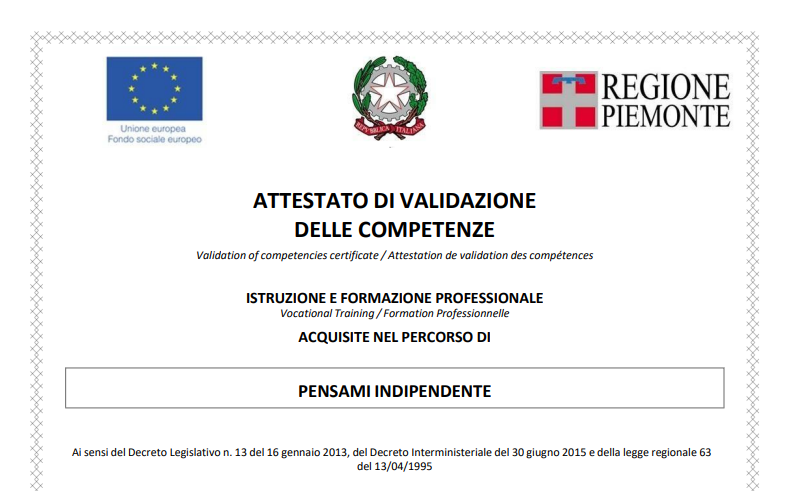 Unione europea
Fondo sociale europeo
REPVBBLICA ITALIANA
REGIONE
PIEMONTE
ATTESTATO DI VALIDAZIONE
DELLE COMPETENZE
Validation of competencies certificate / Attestation de validation des compétences
ISTRUZIONE E FORMAZIONE PROFESSIONALE
Vocational Training / Formation Professionnelle
ACQUISITE NEL PERCORSO DI
PENSAMI INDIPENDENTE
Ai sensi del Decreto Legislativo n. 13 del 16 gennaio 2013, del Decreto Interministeriale del 30 giugno 2015 e della legge regionale 63
del 13/04/1995